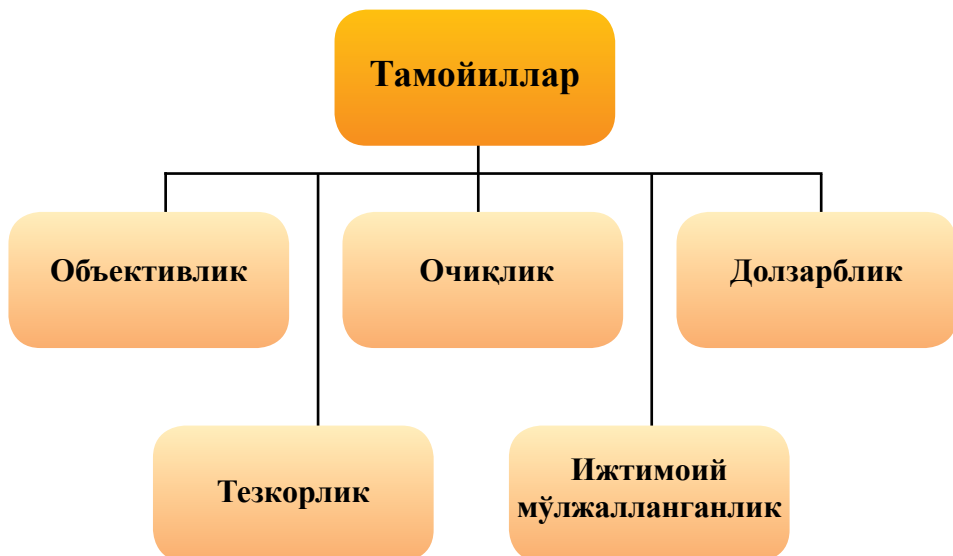 Тамойиллар
Объективлик
Очиқлик
Долзарблик
Тезкорлик
Ижтимоий
мўлжалланганлик